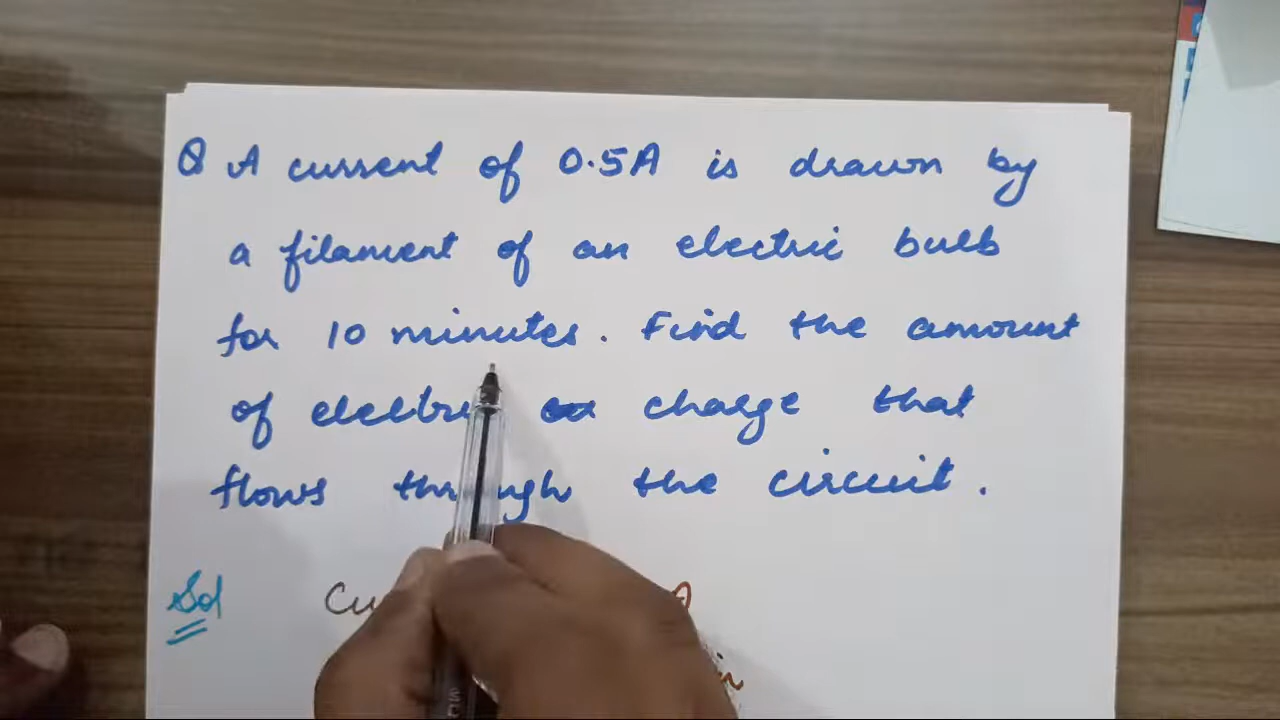 Q A current of 0.5A is drawn by
a filament of an electric bulb
for 10 minutes. Find the amount
of charge that
flows through the circuit.
Sol